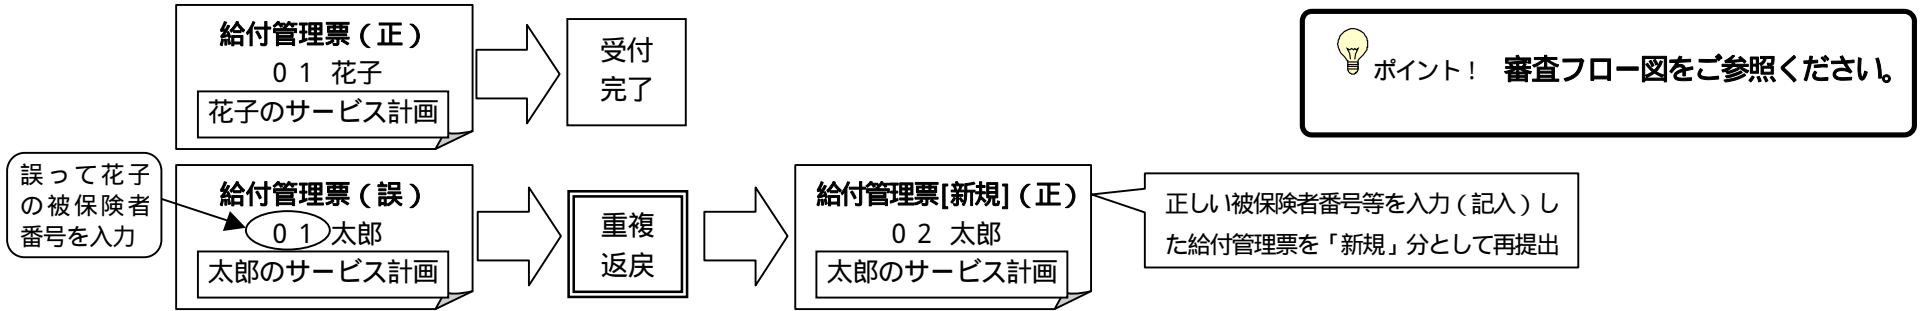 給付管理票（正）
０１ 花子
花子のサービス計画
受付
完了
ポイント！ 審査フロー図をご参照ください。
誤って花子
の被保険者
番号を入力
給付管理票（誤）
０１ 太郎
太郎のサービス計画
重複
返戻
給付管理票[新規]（正）
０２ 太郎
太郎のサービス計画
正しい被保険者番号等を入力（記入）し
た給付管理票を「新規」分として再提出